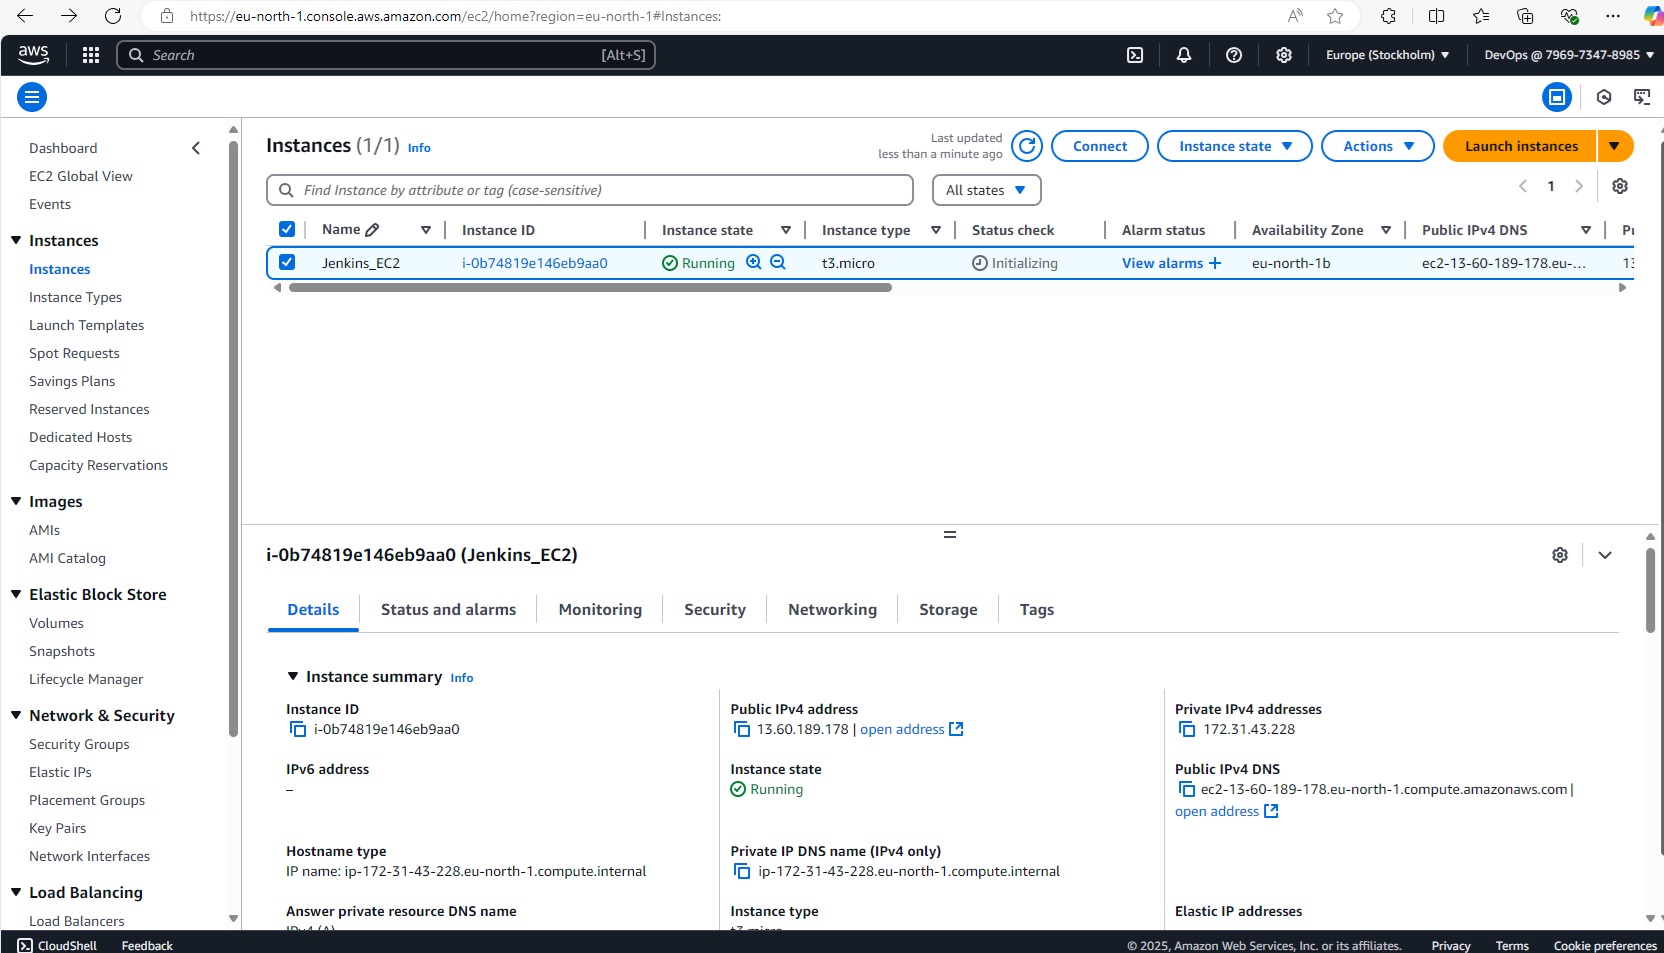 https://eu-north-1.console.aws.amazon.com/ec2/home?region=eu-north-1#Instances:
aws
Search
[Alt+S]
Europe (Stockholm)
DevOps @ 7969-7347-8985
Dashboard
EC2 Global View
Events
Instances
Instances
Instance Types
Launch Templates
Spot Requests
Savings Plans
Reserved Instances
Dedicated Hosts
Capacity Reservations
Images
AMIs
AMI Catalog
Elastic Block Store
Volumes
Snapshots
Lifecycle Manager
Network & Security
Security Groups
Elastic IPs
Placement Groups
Key Pairs
Network Interfaces
Load Balancing
Load Balancers
Instances (1/1) Info
Last updated
less than a minute ago
Connect
Instance state
Actions
Launch instances
Find Instance by attribute or tag (case-sensitive)
All states
1
Name Instance ID Instance state Instance type Status check Alarm status Availability Zone Public IPv4 DNS
Jenkins_EC2 i-0b74819e146eb9aa0 Running t3.micro Initializing View alarms + eu-north-1b ec2-13-60-189-178.eu-...
i-0b74819e146eb9aa0 (Jenkins_EC2)
Details Status and alarms Monitoring Security Networking Storage Tags
Instance summary Info
Instance ID
i-0b74819e146eb9aa0
Public IPv4 address
13.60.189.178 | open address
Private IPv4 addresses
172.31.43.228
IPv6 address
–
Instance state
Running
Public IPv4 DNS
ec2-13-60-189-178.eu-north-1.compute.amazonaws.com |
open address
Hostname type
IP name: ip-172-31-43-228.eu-north-1.compute.internal
Private IP DNS name (IPv4 only)
ip-172-31-43-228.eu-north-1.compute.internal
Answer private resource DNS name
IPv4 (A)
Instance type
t3.micro
Elastic IP addresses
CloudShell Feedback
© 2025, Amazon Web Services, Inc. or its affiliates. Privacy Terms Cookie preferences